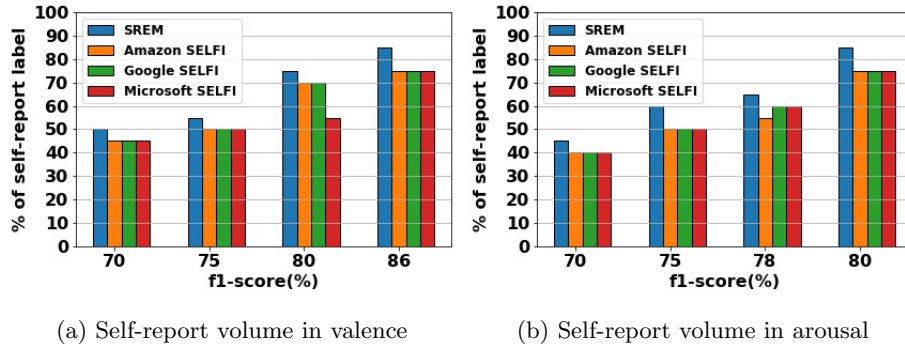 100
90
80
70
60
50
40
30
20
10
0
% of self-report label
SREM
Amazon SELFI
Google SELFI
Microsoft SELFI
70 75 80 86
f1-score(%)
(a) Self-report volume in valence
100
90
80
70
60
50
40
30
20
10
0
% of self-report label
SREM
Amazon SELFI
Google SELFI
Microsoft SELFI
70 75 78 80
f1-score(%)
(b) Self-report volume in arousal